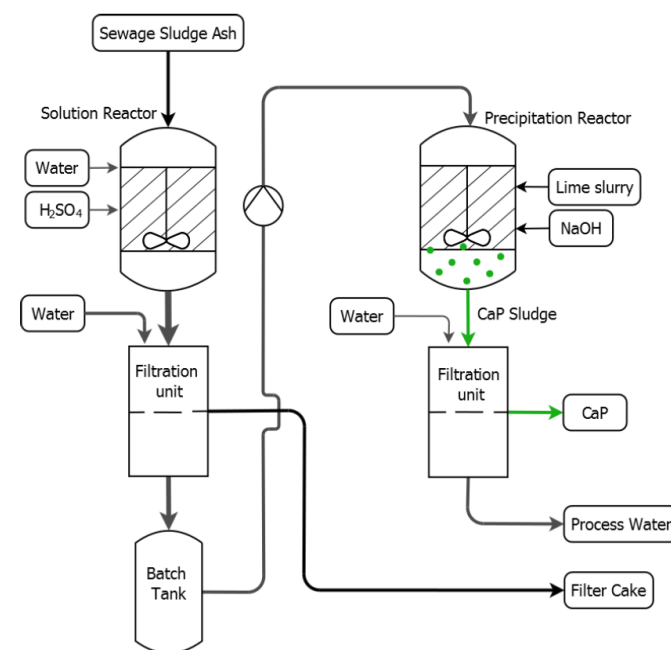 Sewage Sludge Ash
Solution Reactor
Precipitation Reactor
Water
H₂SO₄
Lime slurry
NaOH
Water
Filtration
unit
Water
CaP Sludge
Filtration
unit
CaP
Batch
Tank
Process Water
Filter Cake